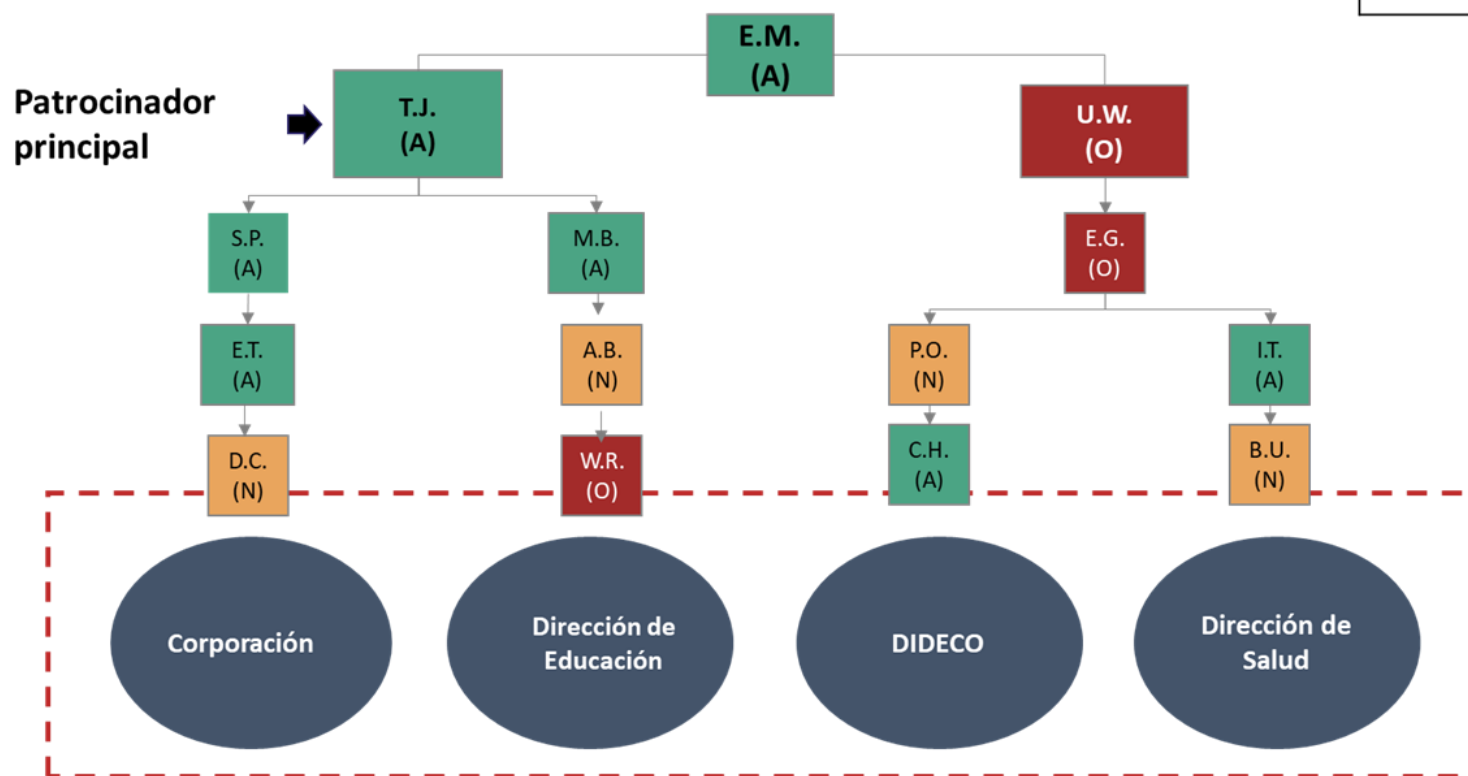 E.M.
(A)
Patrocinador
principal
T.J.
(A)
U.W.
(O)
S.P.
(A)
M.B.
(A)
E.G.
(O)
E.T.
(A)
A.B.
(N)
P.O.
(N)
I.T.
(A)
D.C.
(N)
W.R.
(O)
C.H.
(A)
B.U.
(N)
Corporación
Dirección de
Educación
DIDECO
Dirección de
Salud